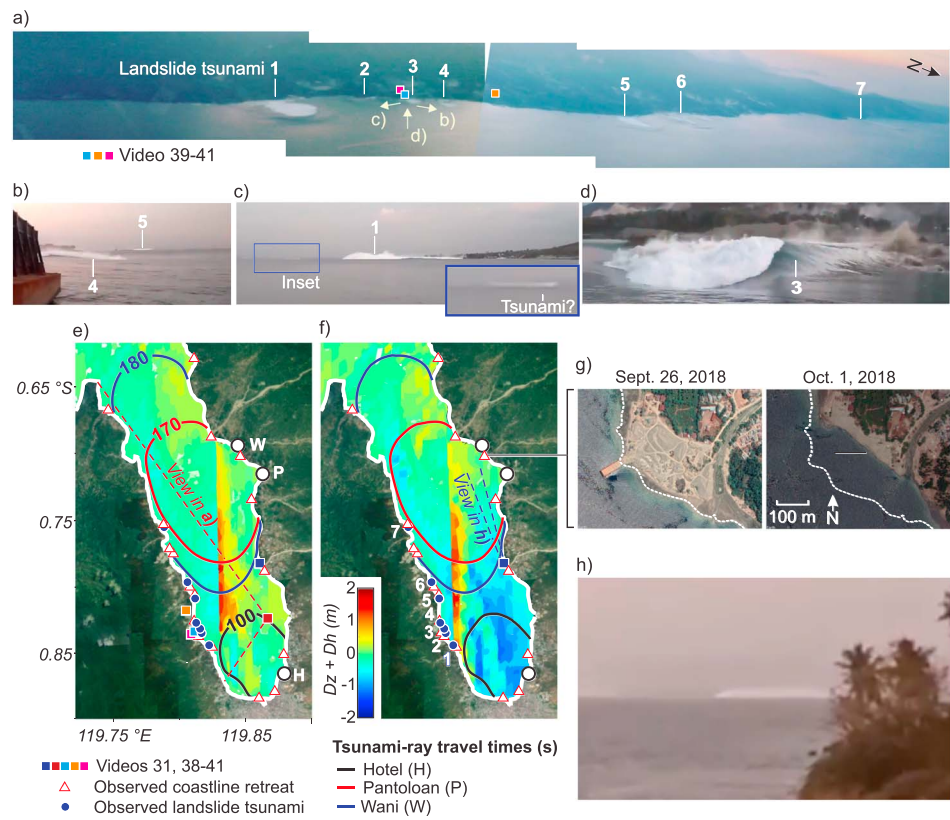 a)
Landslide tsunami 1
2
3
4
5
6
7
N
c)
d)
b)
Video 39-41
b)
5
4
c)
1
Inset
Tsunami?
d)
3
e)
180
0.65 °S
170
W
P
View in a)
0.75
100
0.85
H
119.75 °E
119.85
f)
View in h)
7
6
5
4
3
2
1
2
1
0
-1
-2
Dz + Dh (m)
g)
Sept. 26, 2018
Oct. 1, 2018
100 m
N
h)
Videos 31, 38-41
Observed coastline retreat
Observed landslide tsunami
Tsunami-ray travel times (s)
Hotel (H)
Pantoloan (P)
Wani (W)